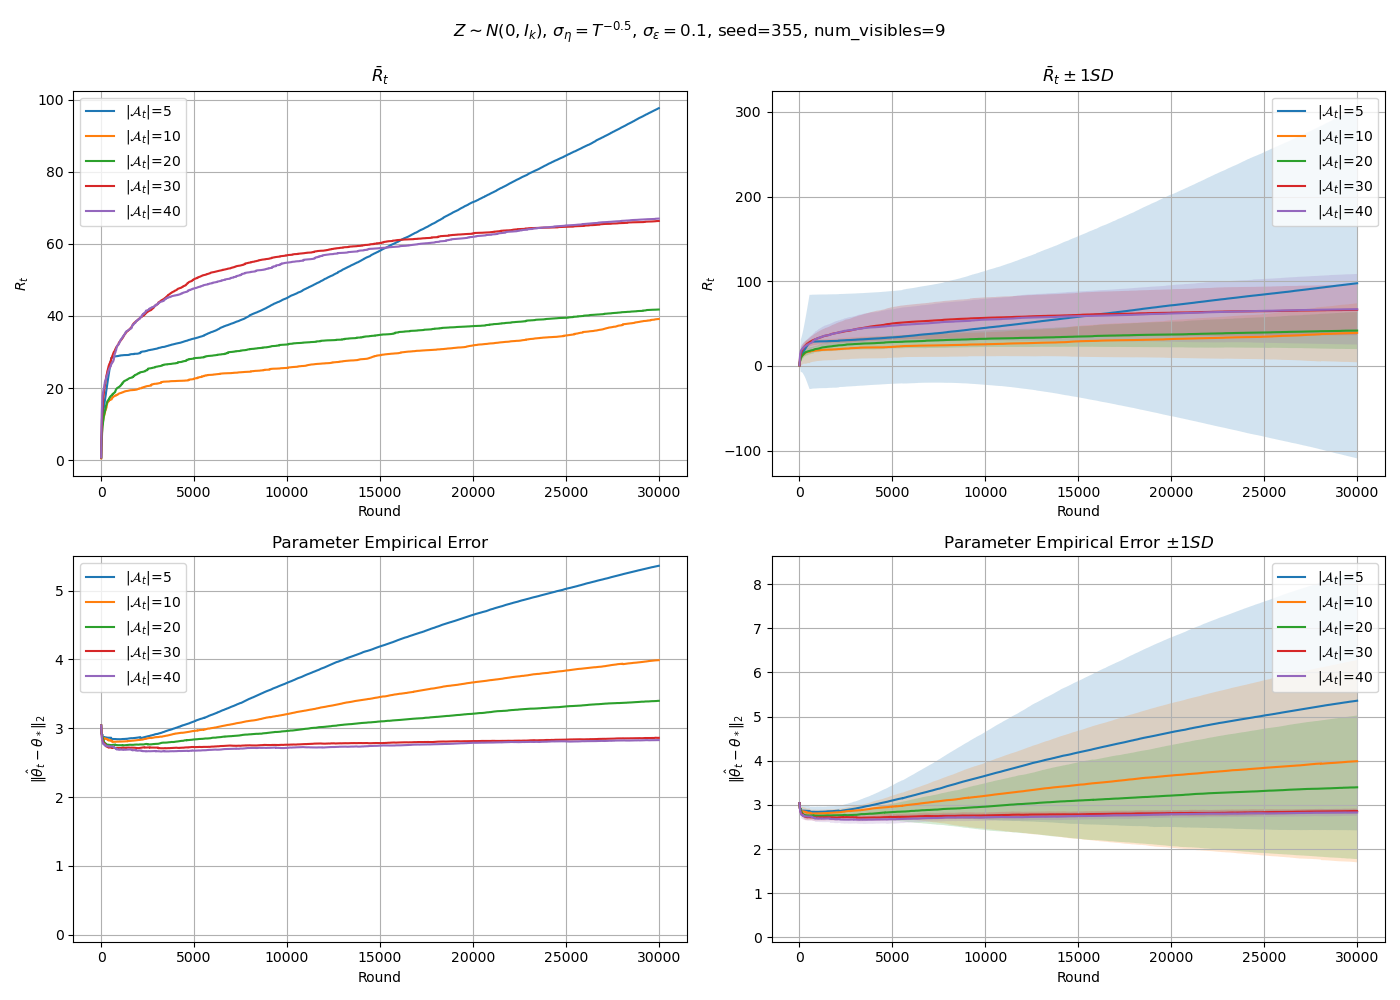 Z ∼ N(0, I_k), σ_η = T^{−0.5}, σ_ε = 0.1, seed=355, num_visibles=9
R̄_t
R_t
100
80
60
40
20
0
|𝒜_t|=5
|𝒜_t|=10
|𝒜_t|=20
|𝒜_t|=30
|𝒜_t|=40
0 5000 10000 15000 20000 25000 30000
Round
R̄_t ± 1SD
R_t
300
200
100
0
−100
|𝒜_t|=5
|𝒜_t|=10
|𝒜_t|=20
|𝒜_t|=30
|𝒜_t|=40
0 5000 10000 15000 20000 25000 30000
Round
Parameter Empirical Error
‖θ̂_t − θ_*‖_2
5
4
3
2
1
0
|𝒜_t|=5
|𝒜_t|=10
|𝒜_t|=20
|𝒜_t|=30
|𝒜_t|=40
0 5000 10000 15000 20000 25000 30000
Round
Parameter Empirical Error ±1SD
‖θ̂_t − θ_*‖_2
8
7
6
5
4
3
2
1
0
|𝒜_t|=5
|𝒜_t|=10
|𝒜_t|=20
|𝒜_t|=30
|𝒜_t|=40
0 5000 10000 15000 20000 25000 30000
Round